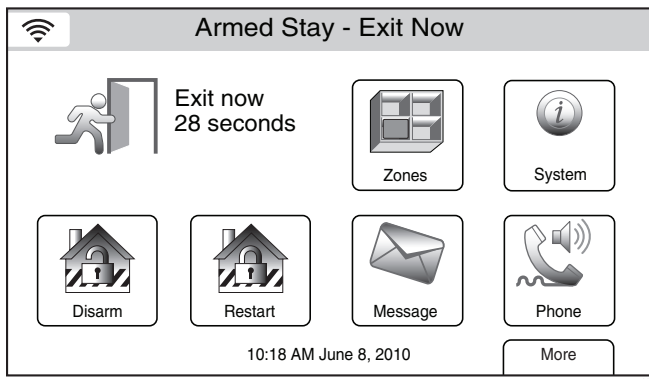 Armed Stay - Exit Now
Exit now
28 seconds
Zones
System
Disarm
Restart
Message
Phone
10:18 AM June 8, 2010
More